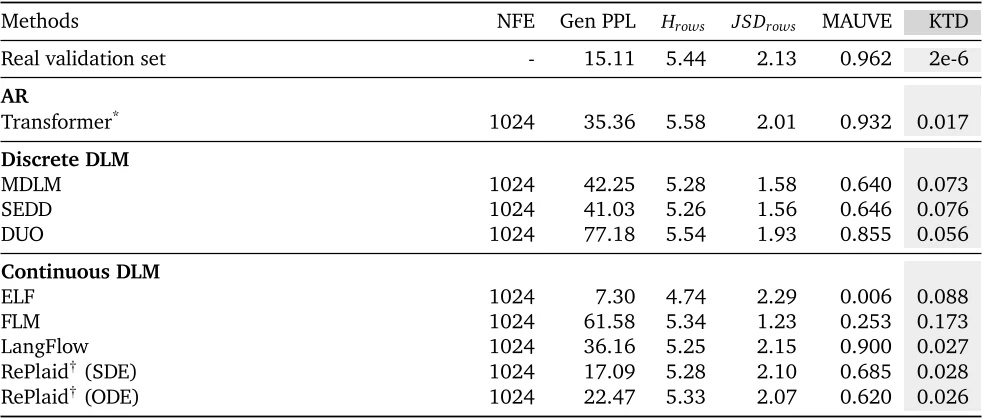 Methods NFE Gen PPL H_rows JSD_rows MAUVE KTD
Real validation set - 15.11 5.44 2.13 0.962 2e-6
AR
Transformer* 1024 35.36 5.58 2.01 0.932 0.017
Discrete DLM
MDLM 1024 42.25 5.28 1.58 0.640 0.073
SEDD 1024 41.03 5.26 1.56 0.646 0.076
DUO 1024 77.18 5.54 1.93 0.855 0.056
Continuous DLM
ELF 1024 7.30 4.74 2.29 0.006 0.088
FLM 1024 61.58 5.34 1.23 0.253 0.173
LangFlow 1024 36.16 5.25 2.15 0.900 0.027
RePlaid† (SDE) 1024 17.09 5.28 2.10 0.685 0.028
RePlaid† (ODE) 1024 22.47 5.33 2.07 0.620 0.026